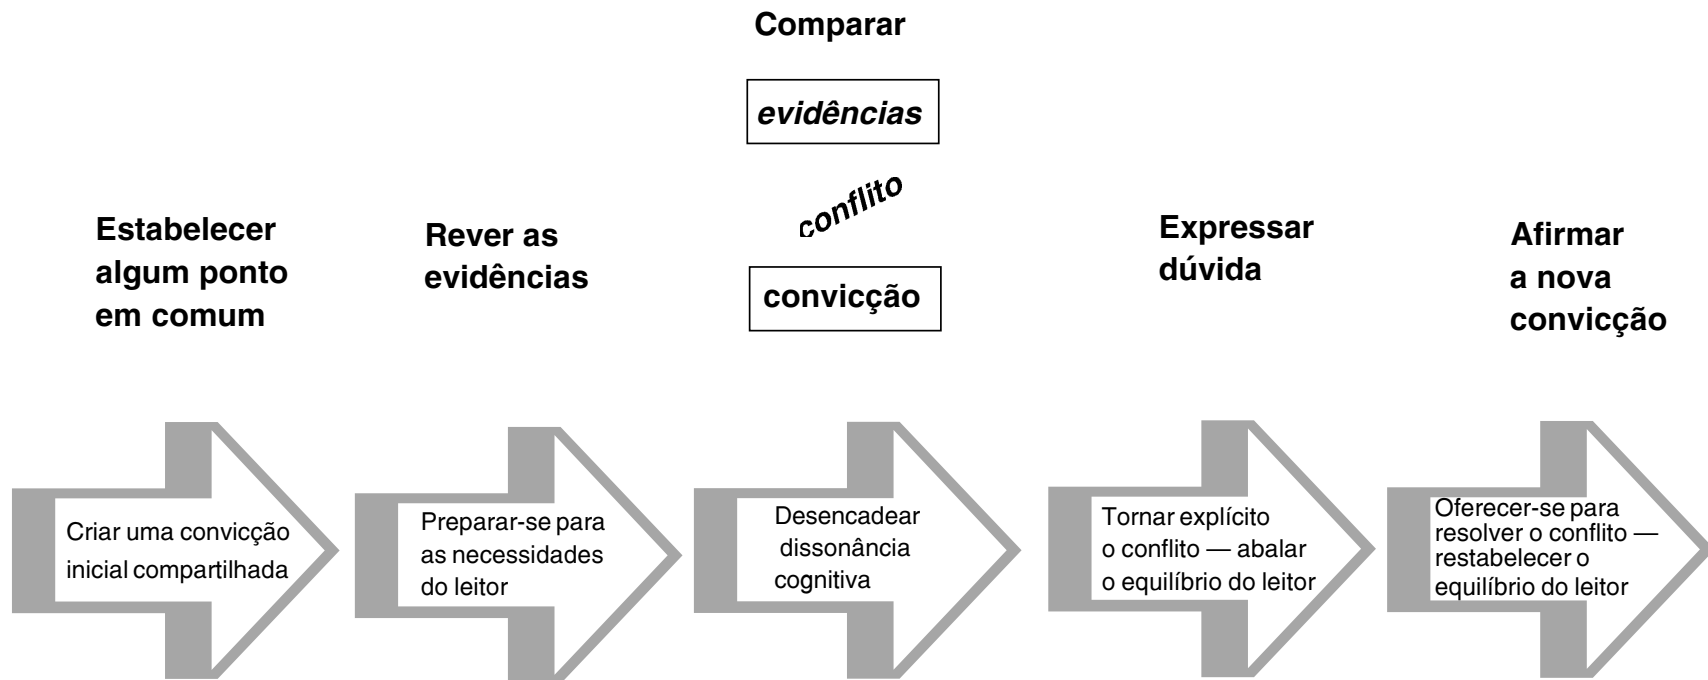 Comparar
evidências
conflito
convicção
Estabelecer
algum ponto
em comum
Rever as
evidências
Expressar
dúvida
Afirmar
a nova
convicção
Criar uma convicção
inicial compartilhada
Preparar-se para
as necessidades
do leitor
Desencadear
dissonância
cognitiva
Tornar explícito
o conflito — abalar
o equilíbrio do leitor
Oferecer-se para
resolver o conflito —
restabelecer o
equilíbrio do leitor